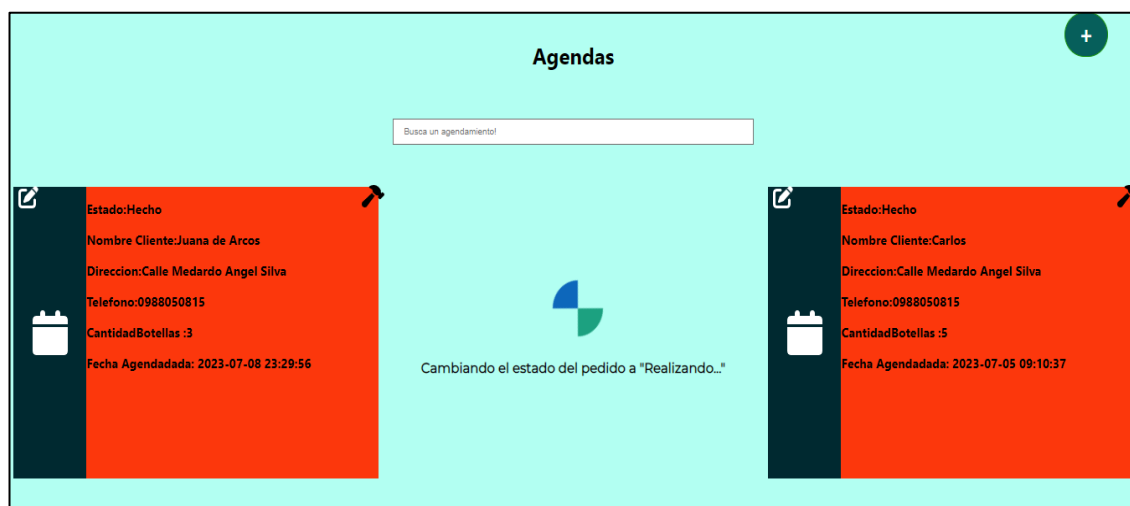 +
Agendas
Busca un agendamiento!
Estado:Hecho
Nombre Cliente:Juana de Arcos
Direccion:Calle Medardo Angel Silva
Telefono:0988050815
CantidadBotellas :3
Fecha Agendadada: 2023-07-08 23:29:56
Cambiando el estado del pedido a "Realizando..."
Estado:Hecho
Nombre Cliente:Carlos
Direccion:Calle Medardo Angel Silva
Telefono:0988050815
CantidadBotellas :5
Fecha Agendadada: 2023-07-05 09:10:37